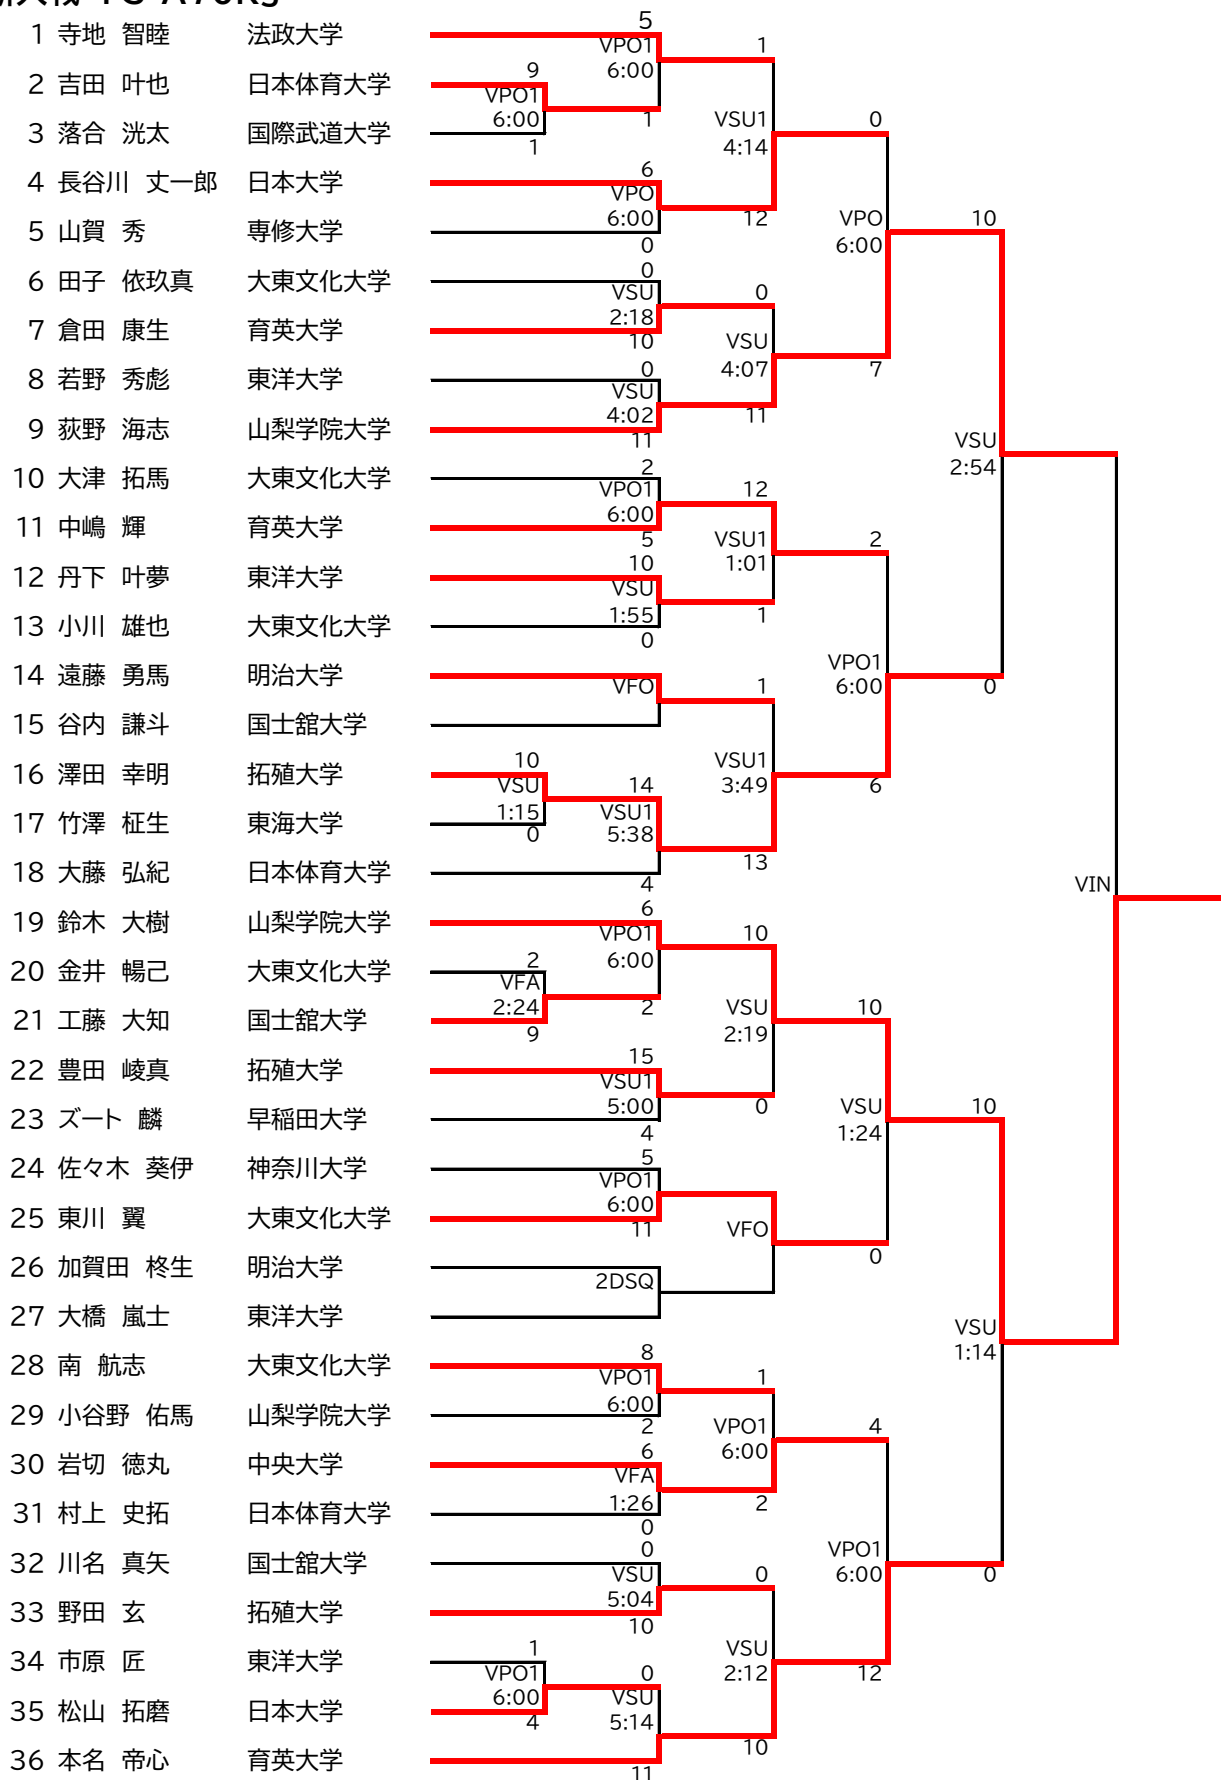 1 寺地 智睦 法政大学
2 吉田 叶也 日本体育大学
3 落合 洸太 国際武道大学
4 長谷川 丈一郎 日本大学
5 山賀 秀 専修大学
6 田子 依玖真 大東文化大学
7 倉田 康生 育英大学
8 若野 秀彪 東洋大学
9 荻野 海志 山梨学院大学
10 大津 拓馬 大東文化大学
11 中嶋 輝 育英大学
12 丹下 叶夢 東洋大学
13 小川 雄也 大東文化大学
14 遠藤 勇馬 明治大学
15 谷内 謙斗 国士舘大学
16 澤田 幸明 拓殖大学
17 竹澤 柾生 東海大学
18 大藤 弘紀 日本体育大学
19 鈴木 大樹 山梨学院大学
20 金井 暢己 大東文化大学
21 工藤 大知 国士舘大学
22 豊田 崚真 拓殖大学
23 ズート 麟 早稲田大学
24 佐々木 葵伊 神奈川大学
25 東川 翼 大東文化大学
26 加賀田 柊生 明治大学
27 大橋 嵐士 東洋大学
28 南 航志 大東文化大学
29 小谷野 佑馬 山梨学院大学
30 岩切 徳丸 中央大学
31 村上 史拓 日本体育大学
32 川名 真矢 国士舘大学
33 野田 玄 拓殖大学
34 市原 匠 東洋大学
35 松山 拓磨 日本大学
36 本名 帝心 育英大学
9
VPO1
6:00
1
10
VSU
1:15
0
2
VFA
2:24
9
1
VPO1
6:00
4
5
VPO1
6:00
1
6
VPO
6:00
0
0
VSU
2:18
10
0
VSU
4:02
11
2
VPO1
6:00
5
10
VSU
1:55
0
VFO
14
VSU1
5:38
4
6
VPO1
6:00
2
15
VSU1
5:00
4
5
VPO1
6:00
11
2DSQ
8
VPO1
6:00
2
6
VFA
1:26
0
0
VSU
5:04
10
0
VSU
5:14
11
1
VSU1
4:14
12
0
VSU
4:07
11
12
VSU1
1:01
1
1
VSU1
3:49
13
10
VSU
2:19
0
VFO
1
VPO1
6:00
2
0
VSU
2:12
10
0
VPO
6:00
7
2
VPO1
6:00
6
10
VSU
1:24
0
4
VPO1
6:00
12
10
VSU
2:54
0
10
VSU
1:14
0
VIN